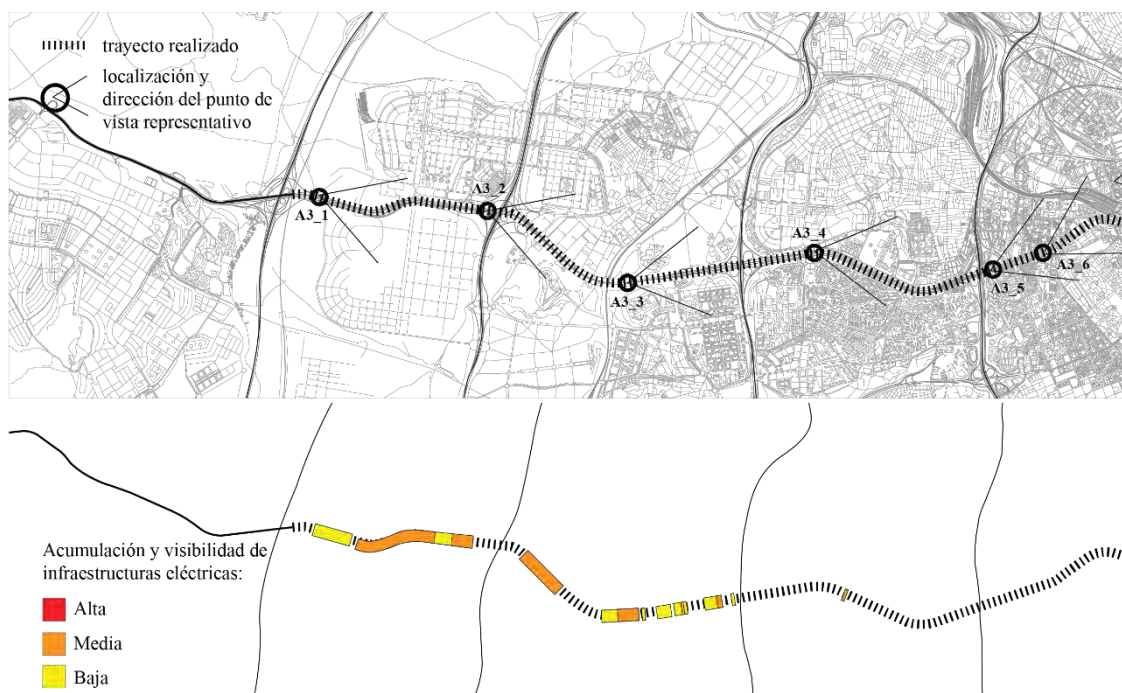 trayecto realizado
localización y
dirección del punto de
vista representativo
A3_1
A3_2
A3_3
A3_4
A3_5
A3_6
Acumulación y visibilidad de
infraestructuras eléctricas:
Alta
Media
Baja